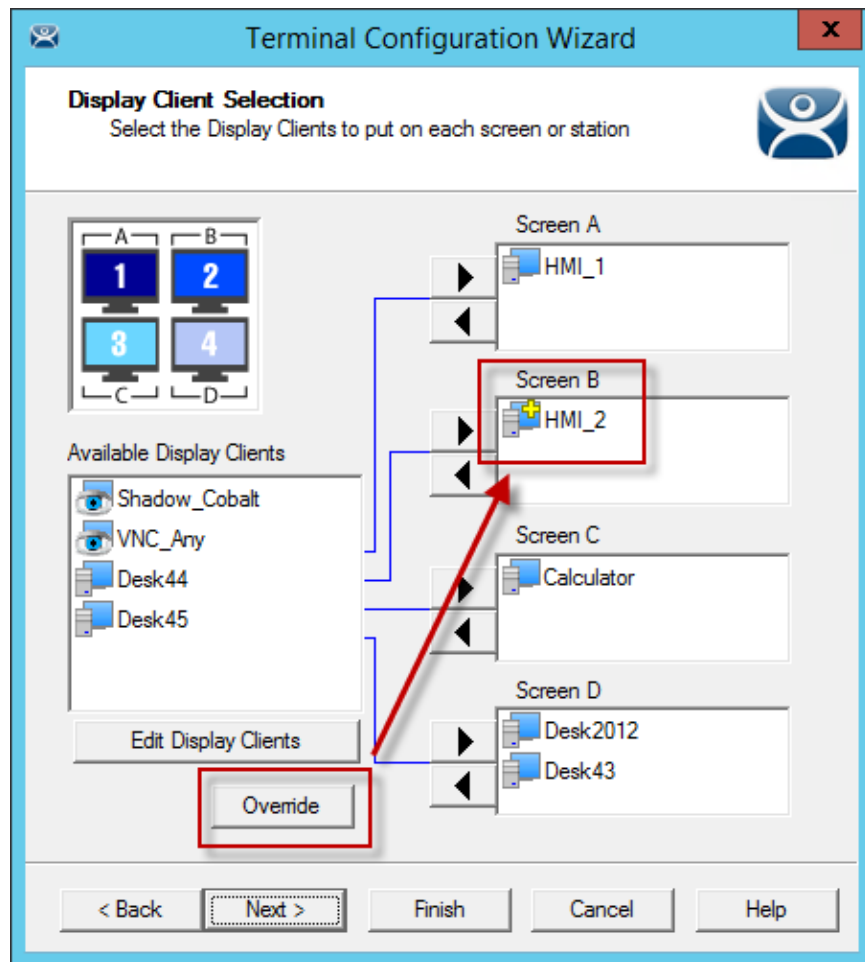 Terminal Configuration Wizard
x
Display Client Selection
Select the Display Clients to put on each screen or station
A B
1 2
3 4
C D
Available Display Clients
Shadow_Cobalt
VNC_Any
Desk44
Desk45
Edit Display Clients
Override
Screen A
HMI_1
Screen B
HMI_2
Screen C
Calculator
Screen D
Desk2012
Desk43
< Back Next > Finish Cancel Help